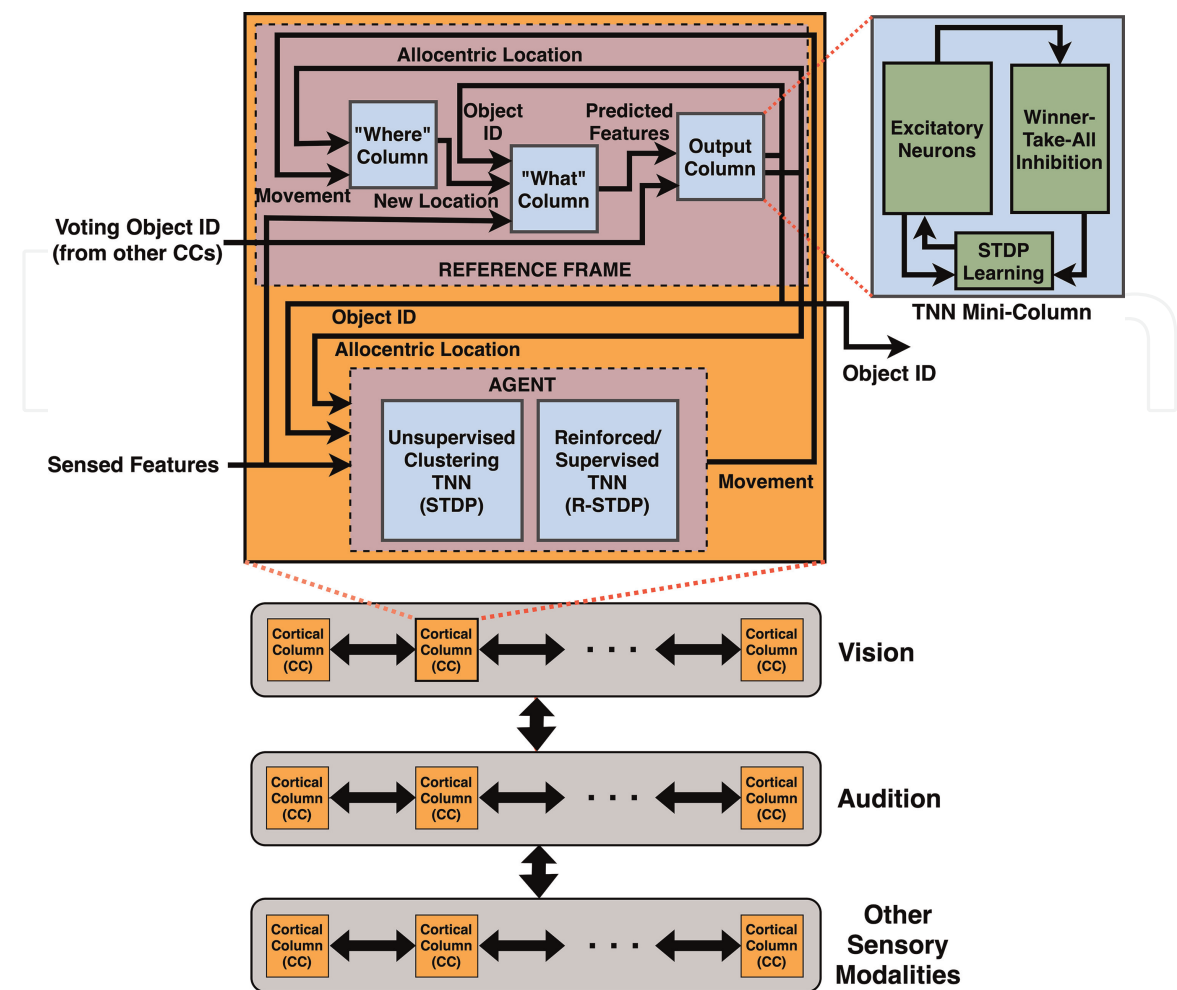 Allocentric Location
"Where"
Column
Movement
Object
ID
New Location
"What"
Column
Predicted
Features
Output
Column
REFERENCE FRAME
Voting Object ID
(from other CCs)
Excitatory
Neurons
Winner-
Take-All
Inhibition
STDP
Learning
TNN Mini-Column
Object ID
Allocentric Location
Object ID
AGENT
Unsupervised
Clustering
TNN
(STDP)
Reinforced/
Supervised
TNN
(R-STDP)
Sensed Features
Movement
Cortical
Column
(CC)
Cortical
Column
(CC)
. . .
Cortical
Column
(CC)
Vision
Cortical
Column
(CC)
Cortical
Column
(CC)
. . .
Cortical
Column
(CC)
Audition
Cortical
Column
(CC)
Cortical
Column
(CC)
. . .
Cortical
Column
(CC)
Other
Sensory
Modalities